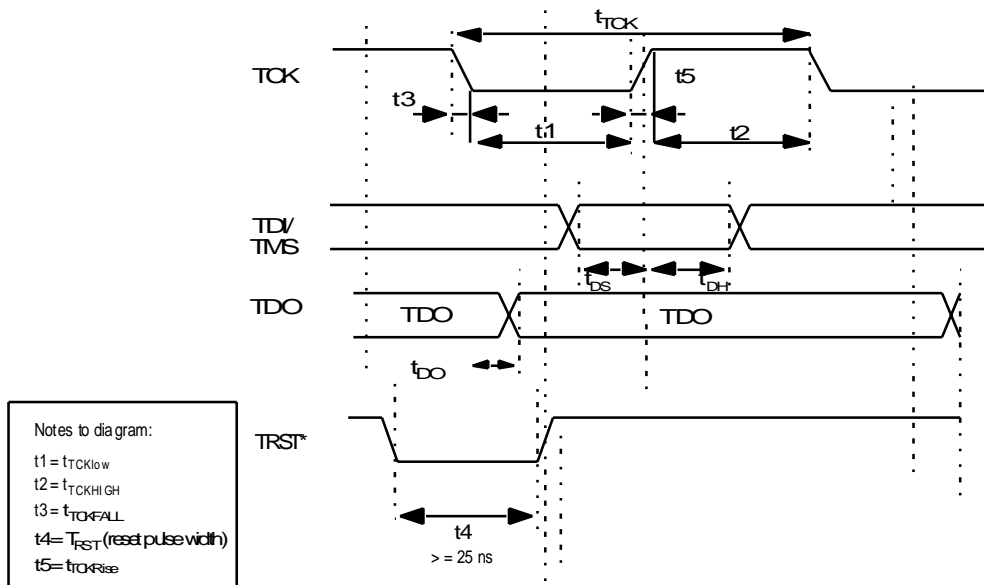 tTCK
TCK
t5
t3
t1
t2
TDI/
TMS
tDS
tDH
TDO
TDO
TDO
tDO
TRST*
t4
> = 25 ns
Notes to diagram:
t1 = tTCKlow
t2 = tTCKHIGH
t3 = tTCKFALL
t4 = TRST (reset pulse width)
t5 = tTCKRise